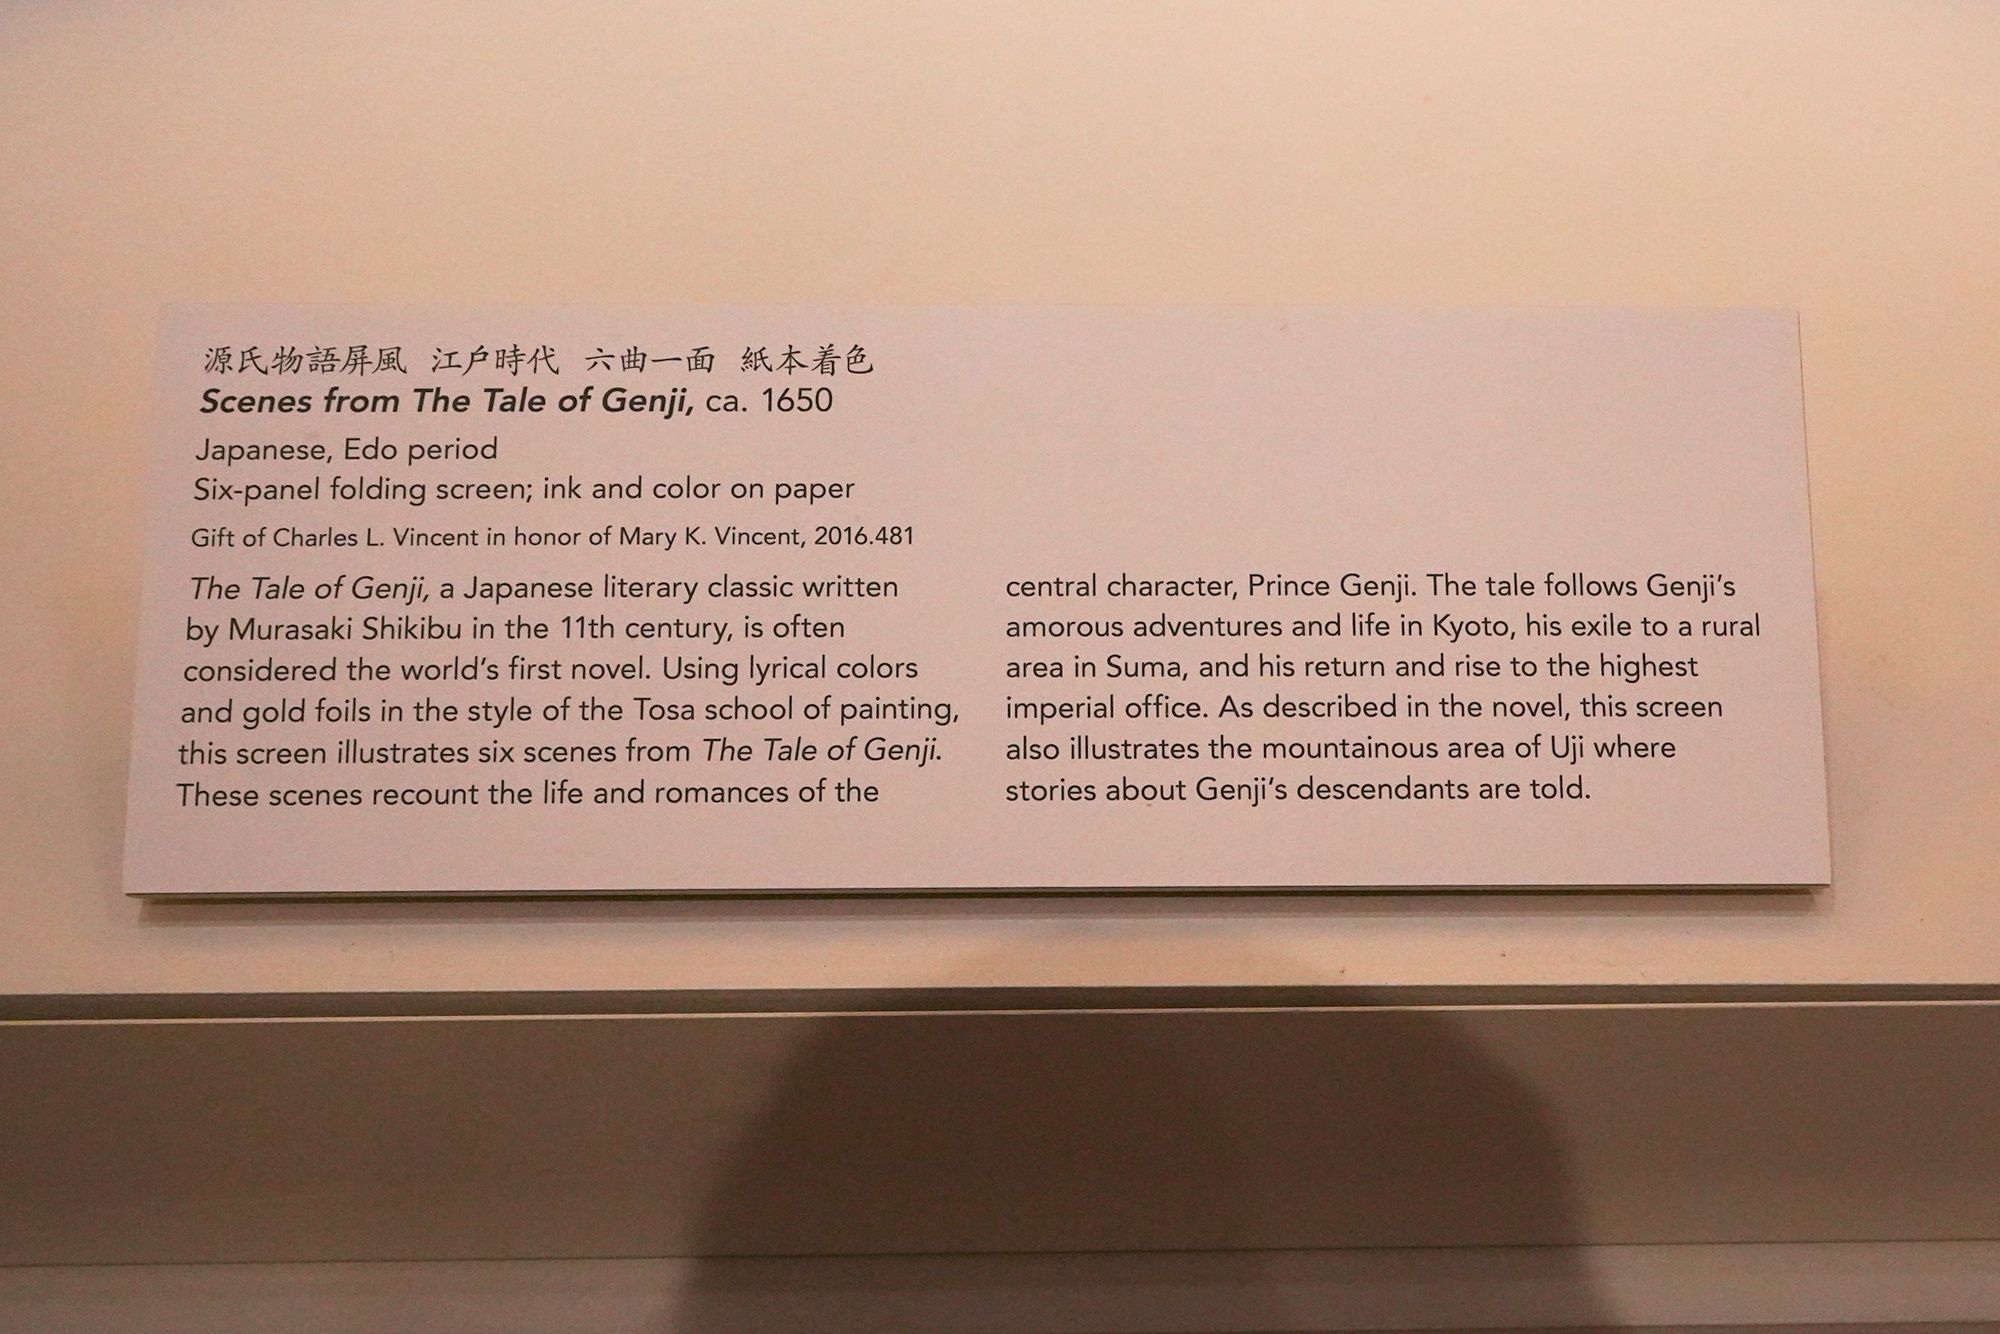 源氏物語屏風 江戸時代 六曲一面 紙本着色
Scenes from The Tale of Genji, ca. 1650
Japanese, Edo period
Six-panel folding screen; ink and color on paper
Gift of Charles L. Vincent in honor of Mary K. Vincent, 2016.481
The Tale of Genji, a Japanese literary classic written
by Murasaki Shikibu in the 11th century, is often
considered the world's first novel. Using lyrical colors
and gold foils in the style of the Tosa school of painting,
this screen illustrates six scenes from The Tale of Genji.
These scenes recount the life and romances of the
central character, Prince Genji. The tale follows Genji's
amorous adventures and life in Kyoto, his exile to a rural
area in Suma, and his return and rise to the highest
imperial office. As described in the novel, this screen
also illustrates the mountainous area of Uji where
stories about Genji's descendants are told.